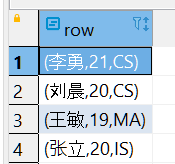 row
1 (李勇,21,CS)
2 (刘晨,20,CS)
3 (王敏,19,MA)
4 (张立,20,IS)